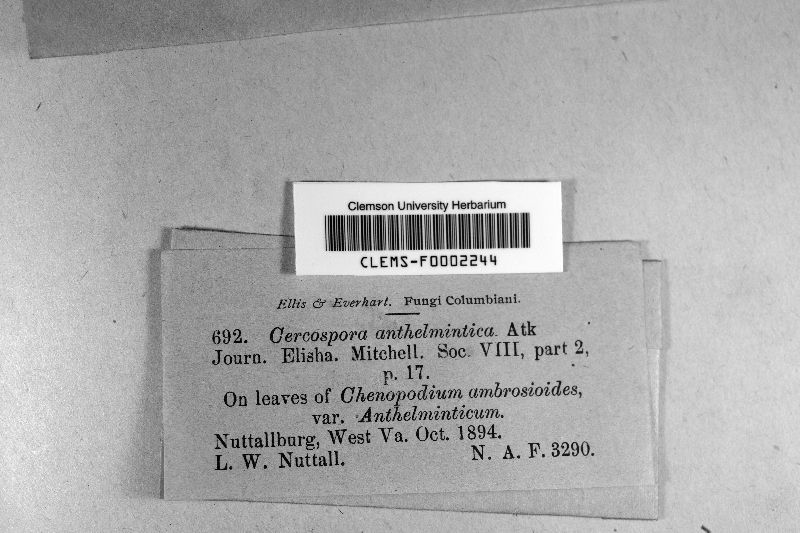 Clemson University Herbarium
CLEMS-F0002244
Ellis & Everhart. Fungi Columbiani.
692. Cercospora anthelmintica. Atk
Journ. Elisha. Mitchell. Soc. VIII, part 2,
p. 17.
On leaves of Chenopodium ambrosioides,
var. Anthelminticum.
Nuttallburg, West Va. Oct. 1894.
L. W. Nuttall. N. A. F. 3290.